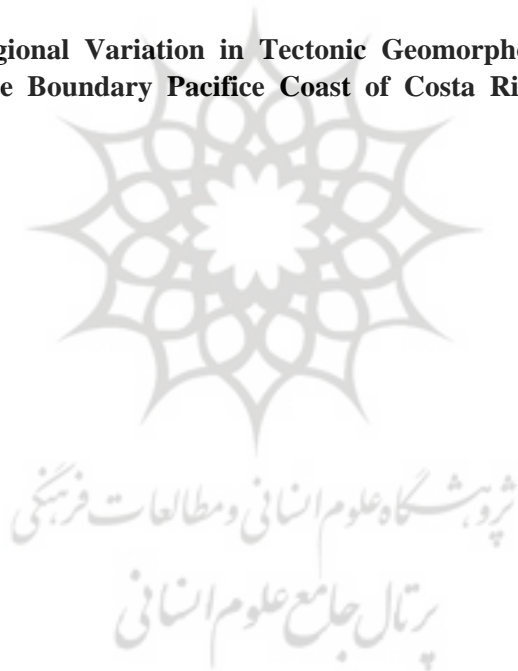 gional Variation in Tectonic Geomorpho
e Boundary Pacifice Coast of Costa Ri
پژوهشگاه علوم انسانی و مطالعات فرهنگی
پرتال جامع علوم انسانی